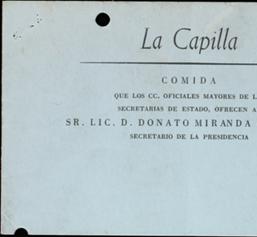 La Capilla
COMIDA
QUE LOS CC. OFICIALES MAYORES DE L
SECRETARIAS DE ESTADO, OFRECEN A
SR. LIC. D. DONATO MIRANDA
SECRETARIO DE LA PRESIDENCIA